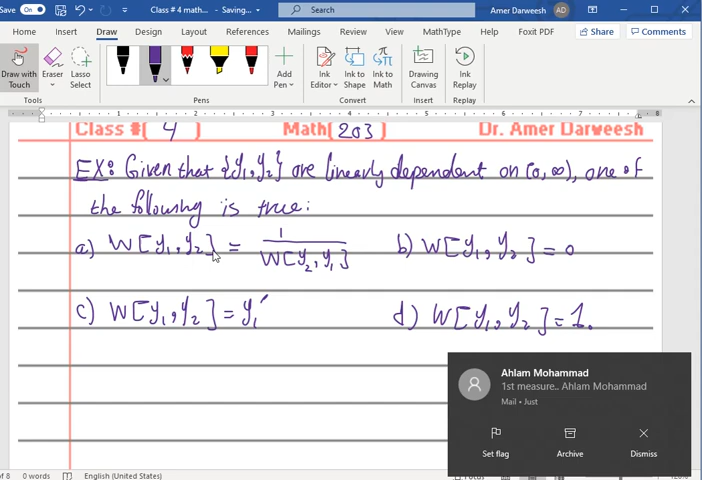 Save On Class # 4 math... - Saving... Search Amer Darweesh AD
Home Insert Draw Design Layout References Mailings Review View MathType Help Foxit PDF Share Comments
Draw with Touch Eraser Lasso Select Add Pen Ink Editor Ink to Shape Ink to Math Drawing Canvas Ink Replay
Tools Pens Convert Insert Replay
Class #( 4 ) Math( 203 ) Dr. Amer Darweesh
EX: Given that {y₁,y₂} are linearly dependent on (0, ∞), one of
the following is true:
a) W[y₁,y₂] = 1/W[y₂,y₁] b) W[y₁,y₂] = 0
c) W[y₁,y₂] = y₁′ d) W[y₁,y₂] = 1.
Ahlam Mohammad
1st measure.. Ahlam Mohammad
Mail • Just
Set flag Archive Dismiss
of 8 0 words English (United States) Focus